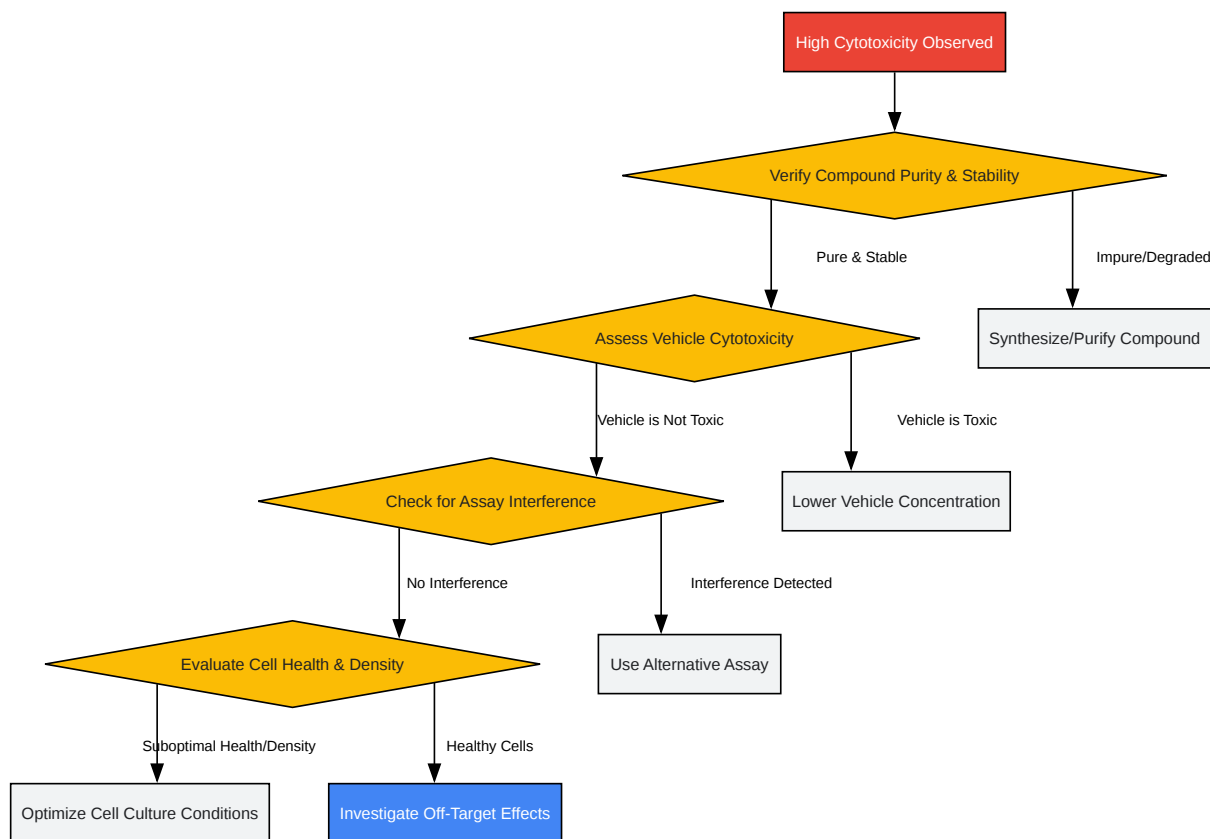 High Cytotoxicity Observed
Verify Compound Purity & Stability
Pure & Stable
Impure/Degraded
Assess Vehicle Cytotoxicity
Synthesize/Purify Compound
Vehicle is Not Toxic
Vehicle is Toxic
Check for Assay Interference
Lower Vehicle Concentration
No Interference
Interference Detected
Evaluate Cell Health & Density
Use Alternative Assay
Suboptimal Health/Density
Healthy Cells
Optimize Cell Culture Conditions
Investigate Off-Target Effects